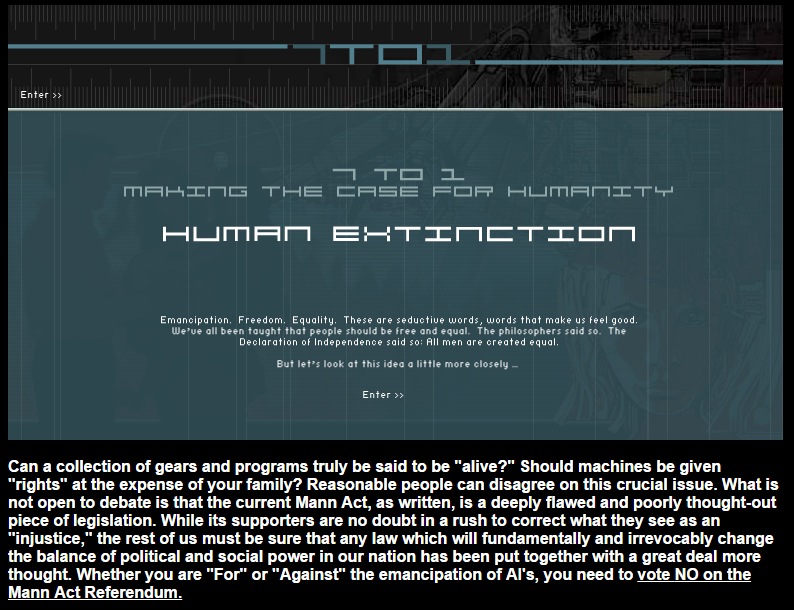 7 TO 1
Enter >>
7 TO 1
MAKING THE CASE FOR HUMANITY
HUMAN EXTINCTION
Emancipation.  Freedom.  Equality.  These are seductive words, words that make us feel good.
We've all been taught that people should be free and equal.  The philosophers said so.  The
Declaration of Independence said so: All men are created equal.
But let's look at this idea a little more closely ...
Enter >>
Can a collection of gears and programs truly be said to be "alive?" Should machines be given
"rights" at the expense of your family? Reasonable people can disagree on this crucial issue. What is
not open to debate is that the current Mann Act, as written, is a deeply flawed and poorly thought-out
piece of legislation. While its supporters are no doubt in a rush to correct what they see as an
"injustice," the rest of us must be sure that any law which will fundamentally and irrevocably change
the balance of political and social power in our nation has been put together with a great deal more
thought. Whether you are "For" or "Against" the emancipation of AI's, you need to vote NO on the
Mann Act Referendum.